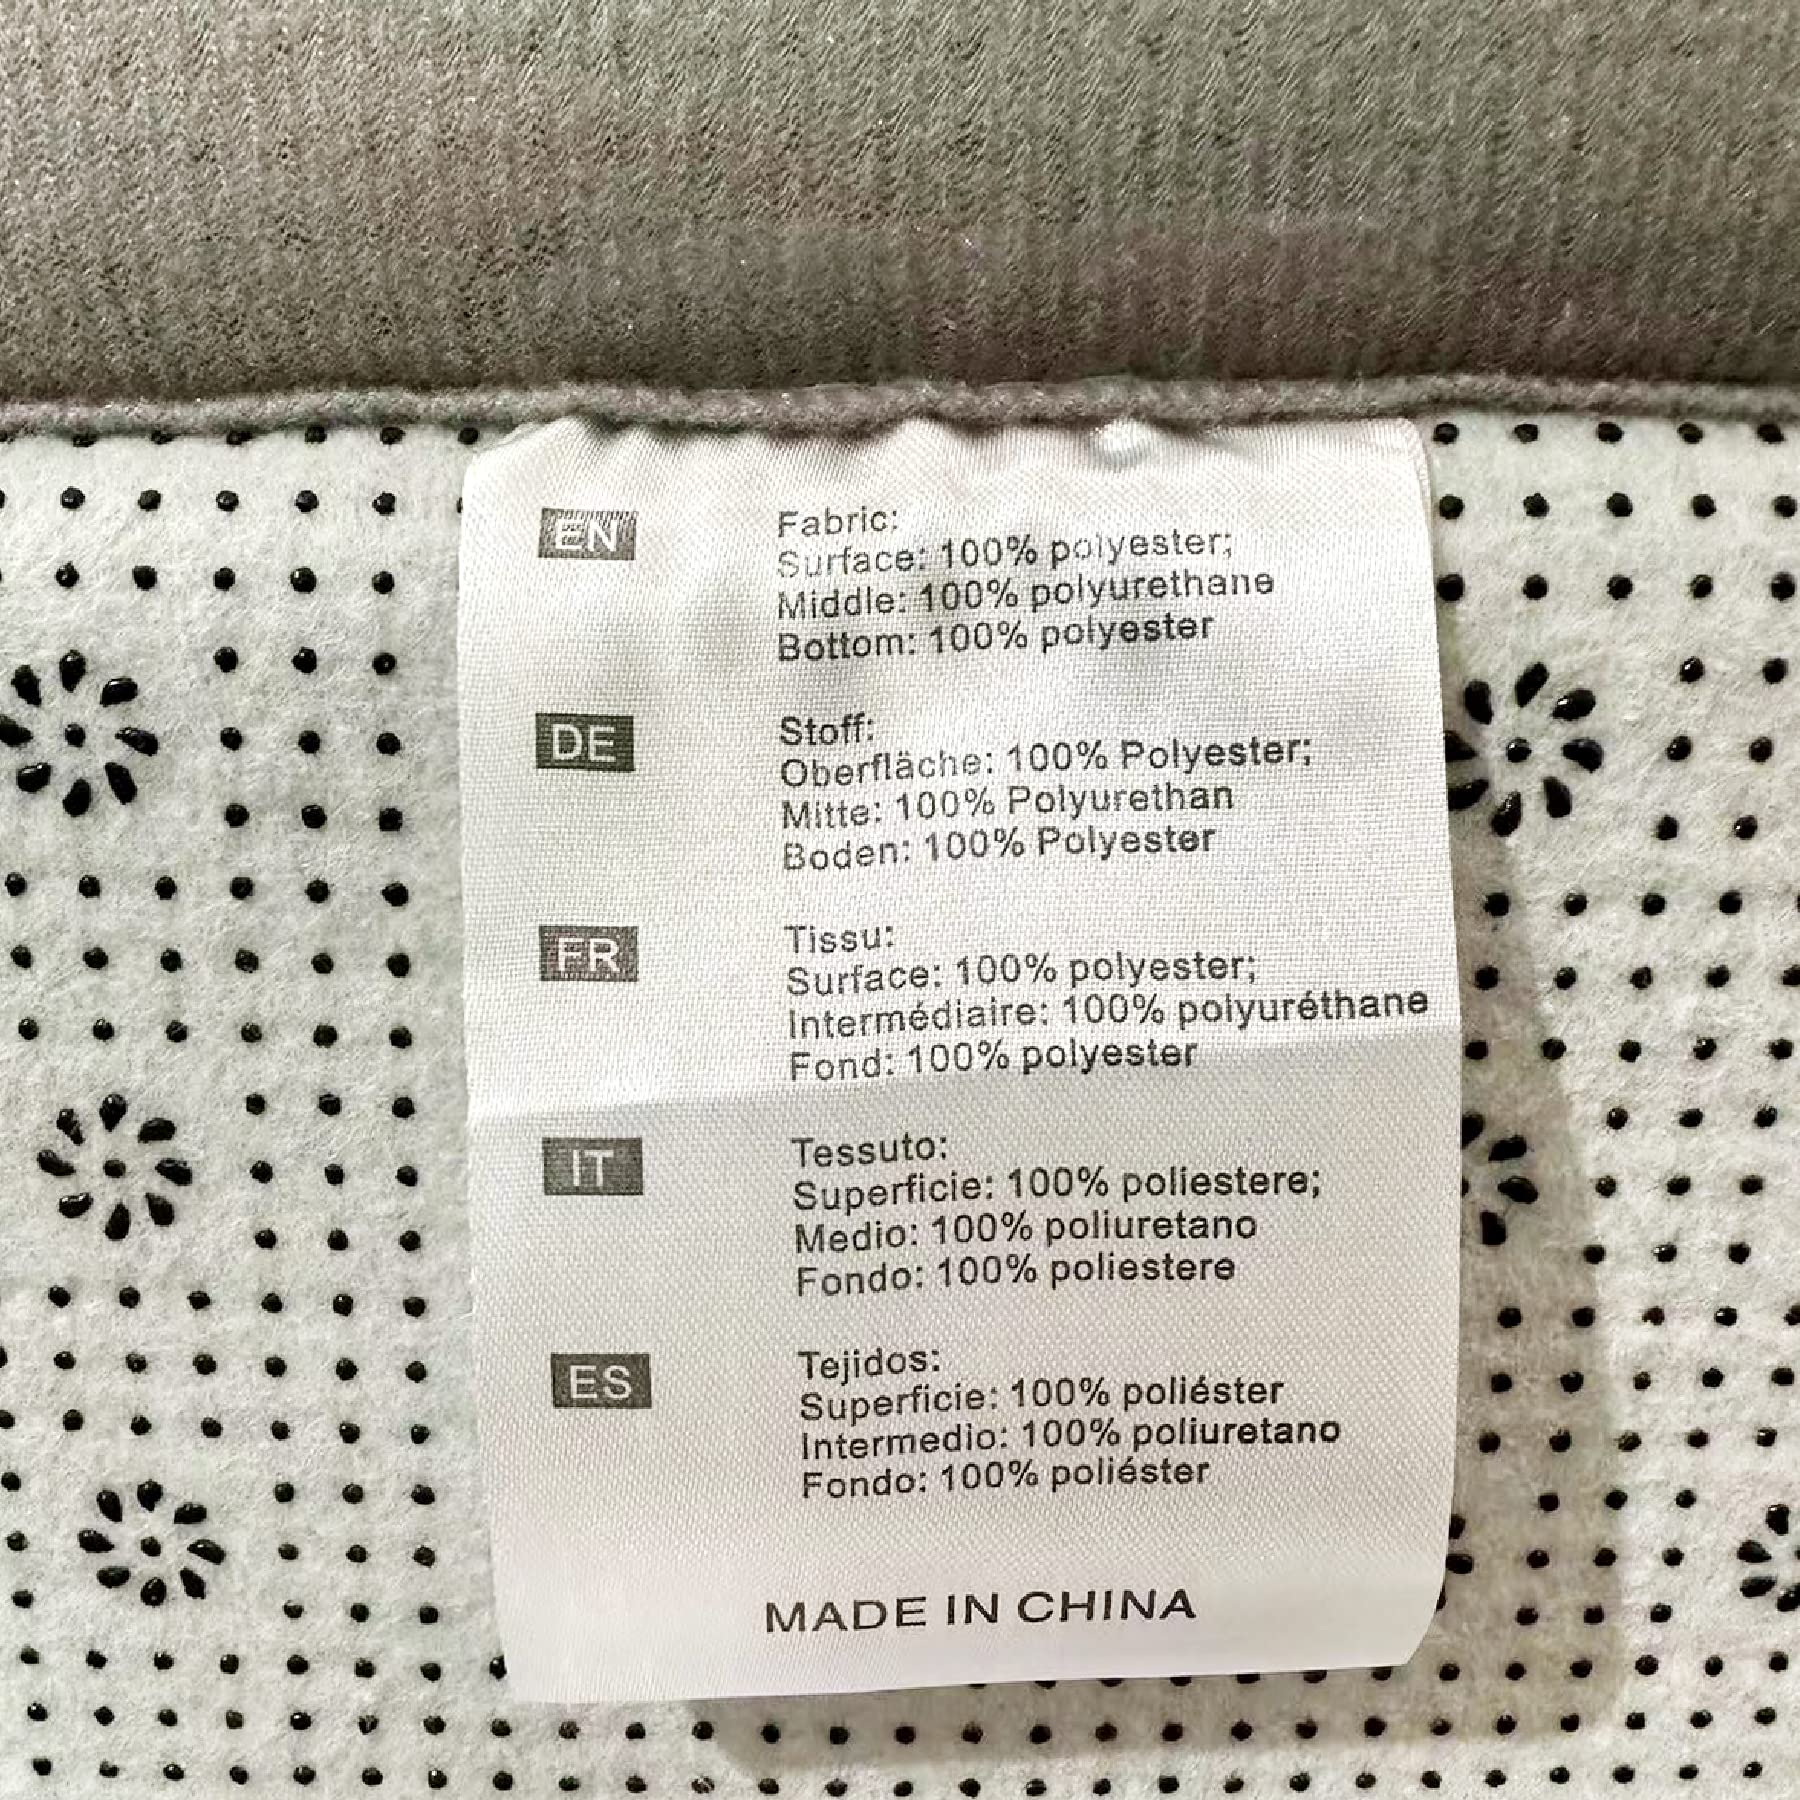 EN
Fabric:
Surface: 100% polyester;
Middle: 100% polyurethane
Bottom: 100% polyester
DE
Stoff:
Oberfläche: 100% Polyester;
Mitte: 100% Polyurethan
Boden: 100% Polyester
FR
Tissu:
Surface: 100% polyester;
Intermédiaire: 100% polyuréthane
Fond: 100% polyester
IT
Tessuto:
Superficie: 100% poliestere;
Medio: 100% poliuretano
Fondo: 100% poliestere
ES
Tejidos:
Superficie: 100% poliéster
Intermedio: 100% poliuretano
Fondo: 100% poliéster
MADE IN CHINA